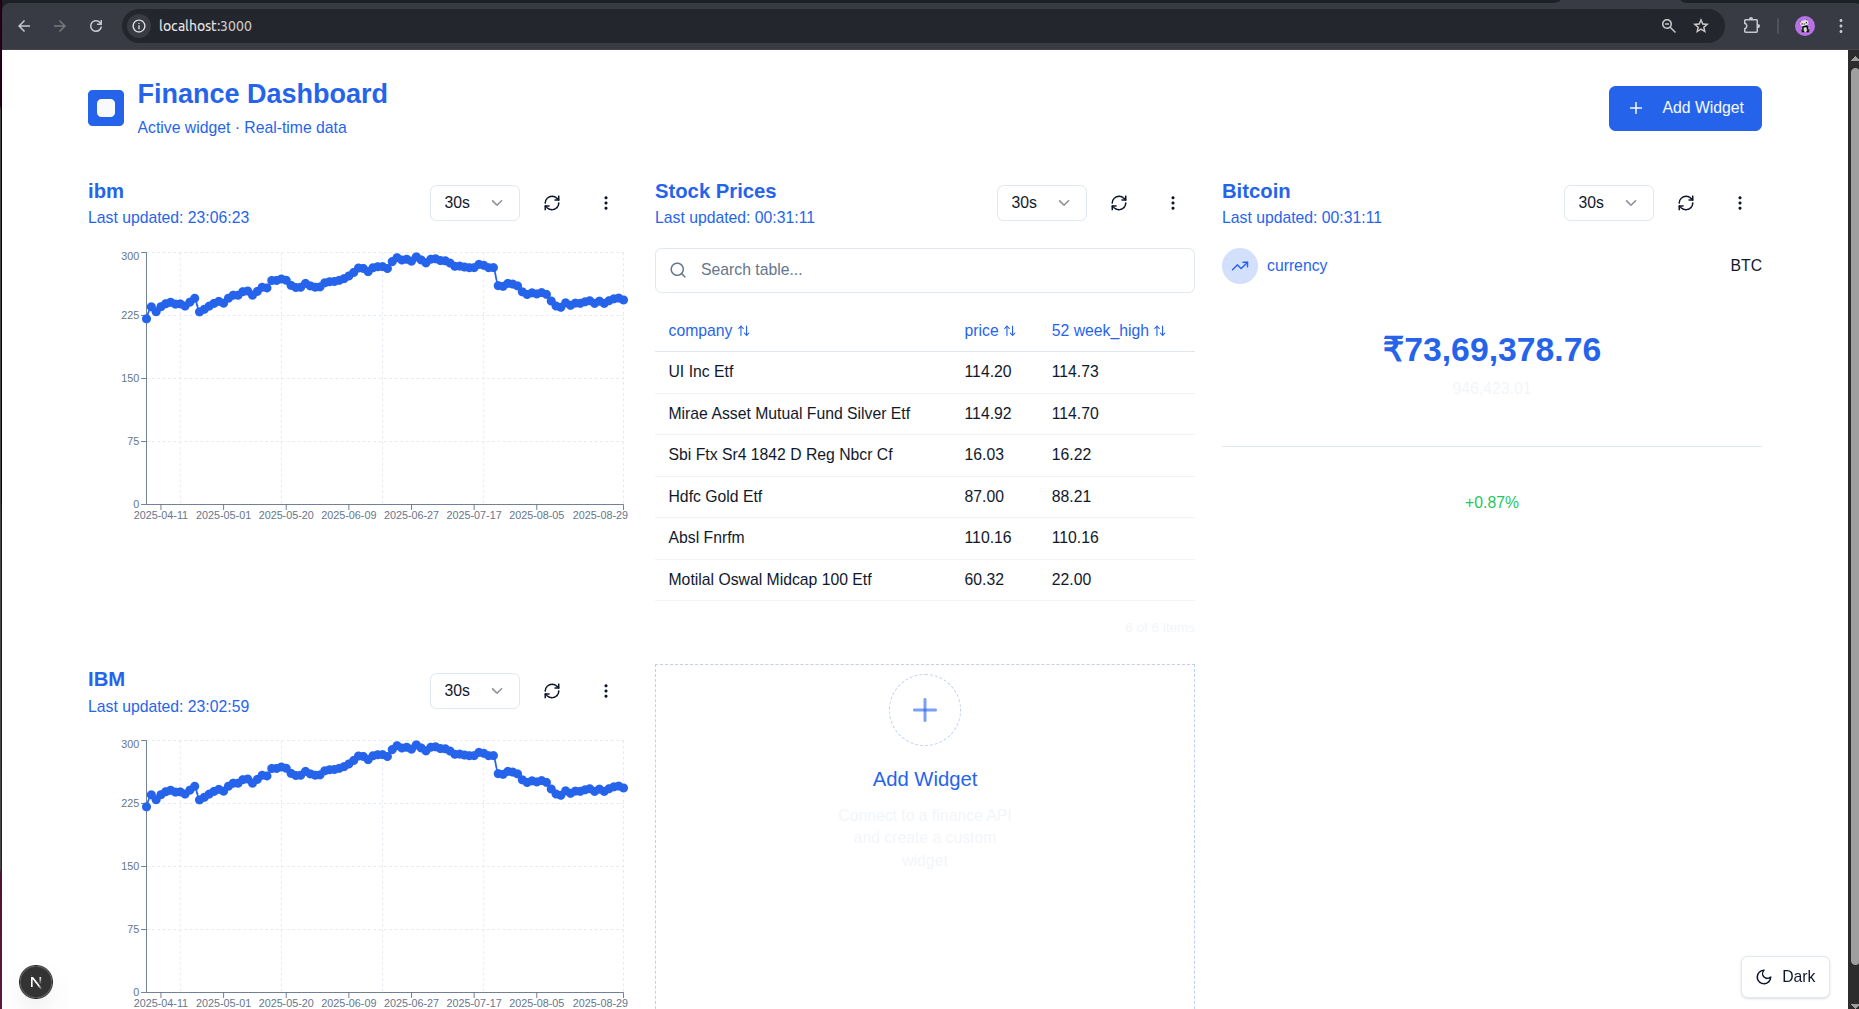 localhost:3000
Finance Dashboard
Active widget · Real-time data
Add Widget
ibm
Last updated: 23:06:23
30s
300
225
150
75
0
2025-04-11 2025-05-01 2025-05-20 2025-06-09 2025-06-27 2025-07-17 2025-08-05 2025-08-29
Stock Prices
Last updated: 00:31:11
30s
Search table...
company price 52 week_high
UI Inc Etf 114.20 114.73
Mirae Asset Mutual Fund Silver Etf 114.92 114.70
Sbi Ftx Sr4 1842 D Reg Nbcr Cf 16.03 16.22
Hdfc Gold Etf 87.00 88.21
Absl Fnrfm 110.16 110.16
Motilal Oswal Midcap 100 Etf 60.32 22.00
6 of 6 items
Bitcoin
Last updated: 00:31:11
30s
currency BTC
₹73,69,378.76
946,423.01
+0.87%
IBM
Last updated: 23:02:59
30s
300
225
150
75
0
2025-04-11 2025-05-01 2025-05-20 2025-06-09 2025-06-27 2025-07-17 2025-08-05 2025-08-29
Add Widget
Connect to a finance API
and create a custom
widget
N
Dark